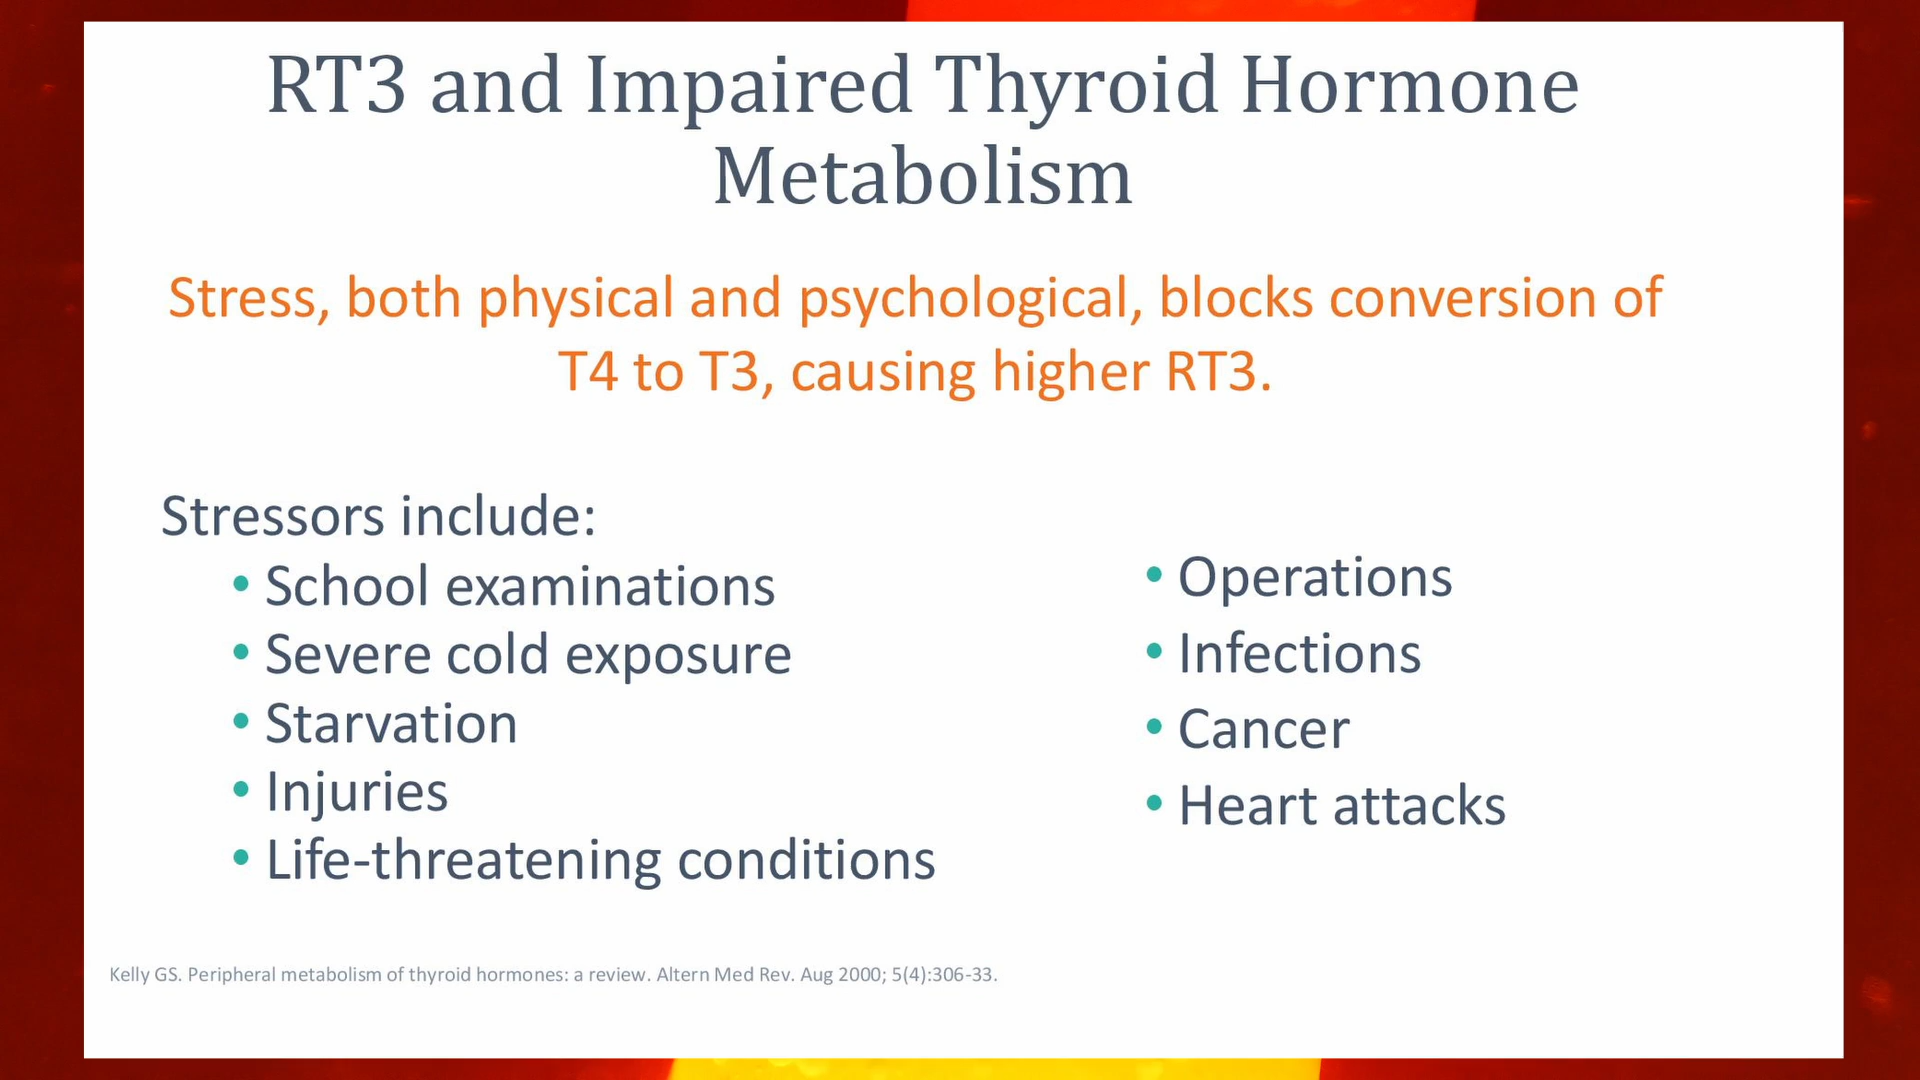 RT3 and Impaired Thyroid Hormone
Metabolism
Stress, both physical and psychological, blocks conversion of
T4 to T3, causing higher RT3.
Stressors include:
• School examinations
• Severe cold exposure
• Starvation
• Injuries
• Life-threatening conditions
• Operations
• Infections
• Cancer
• Heart attacks
Kelly GS. Peripheral metabolism of thyroid hormones: a review. Altern Med Rev. Aug 2000; 5(4):306-33.